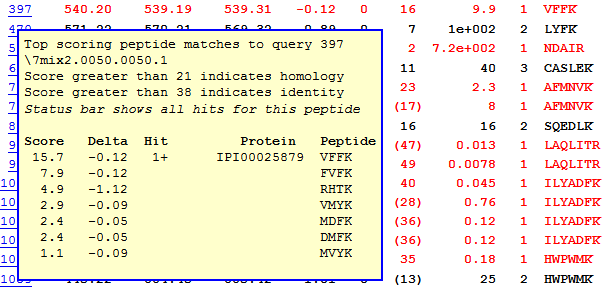 397 540.20 539.19 539.31 -0.12 0 16 9.9 1 VFFK
7 1e+002 2 LYFK
Top scoring peptide matches to query 397
5 7.2e+002 1 NDAIR
\7mix2.0050.0050.1
11 40 3 CASLEK
Score greater than 21 indicates homology
23 2.3 1 AFMNVK
Score greater than 38 indicates identity
(17) 8 1 AFMNVK
Status bar shows all hits for this peptide
16 16 2 SQEDLK
Score Delta Hit Protein Peptide
(47) 0.013 1 LAQLITR
15.7 -0.12 1+ IPI00025879 VFFK
49 0.0078 1 LAQLITR
7.9 -0.12 FVFK
40 0.045 1 ILYADFK
4.9 -1.12 RHTK
(28) 0.76 1 ILYADFK
2.9 -0.09 VMYK
(36) 0.12 1 ILYADFK
2.4 -0.05 MDFK
(36) 0.12 1 ILYADFK
2.4 -0.05 DMFK
35 0.18 1 HWPWMK
1.1 -0.09 MVYK
(13) 25 2 HWPWMK